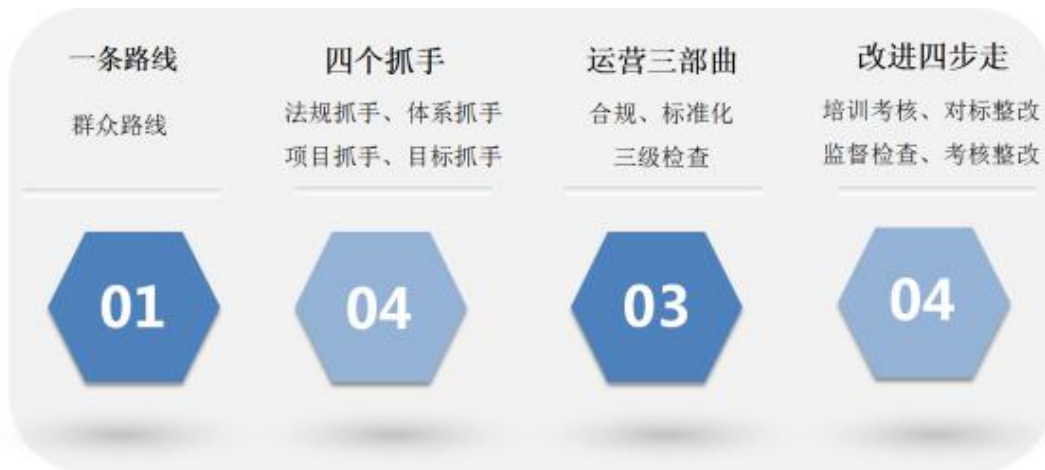 一条路线
群众路线
01
四个抓手
法规抓手、体系抓手
项目抓手、目标抓手
04
运营三部曲
合规、标准化
三级检查
03
改进四步走
培训考核、对标整改
监督检查、考核整改
04